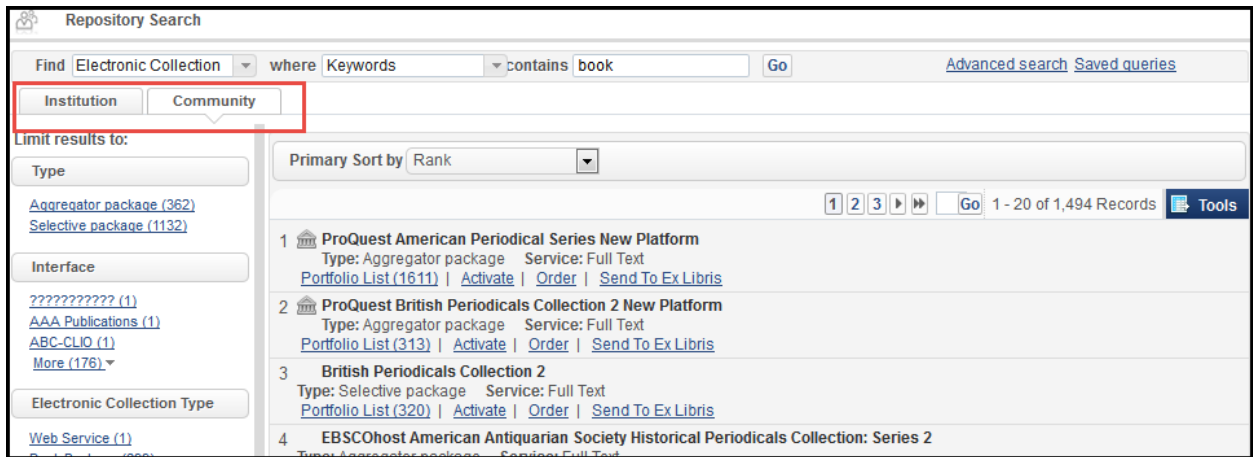 Repository Search
Find Electronic Collection where Keywords contains book Go Advanced search Saved queries
Institution Community
Limit results to:
Type
Aggregator package (362)
Selective package (1132)
Interface
??????????? (1)
AAA Publications (1)
ABC-CLIO (1)
More (176)
Electronic Collection Type
Web Service (1)
Primary Sort by Rank
1 2 3 Go 1 - 20 of 1,494 Records Tools
1 ProQuest American Periodical Series New Platform
Type: Aggregator package Service: Full Text
Portfolio List (1611) | Activate | Order | Send To Ex Libris
2 ProQuest British Periodicals Collection 2 New Platform
Type: Aggregator package Service: Full Text
Portfolio List (313) | Activate | Order | Send To Ex Libris
3 British Periodicals Collection 2
Type: Selective package Service: Full Text
Portfolio List (320) | Activate | Order | Send To Ex Libris
4 EBSCOhost American Antiquarian Society Historical Periodicals Collection: Series 2
Type: Aggregator package Service: Full Text